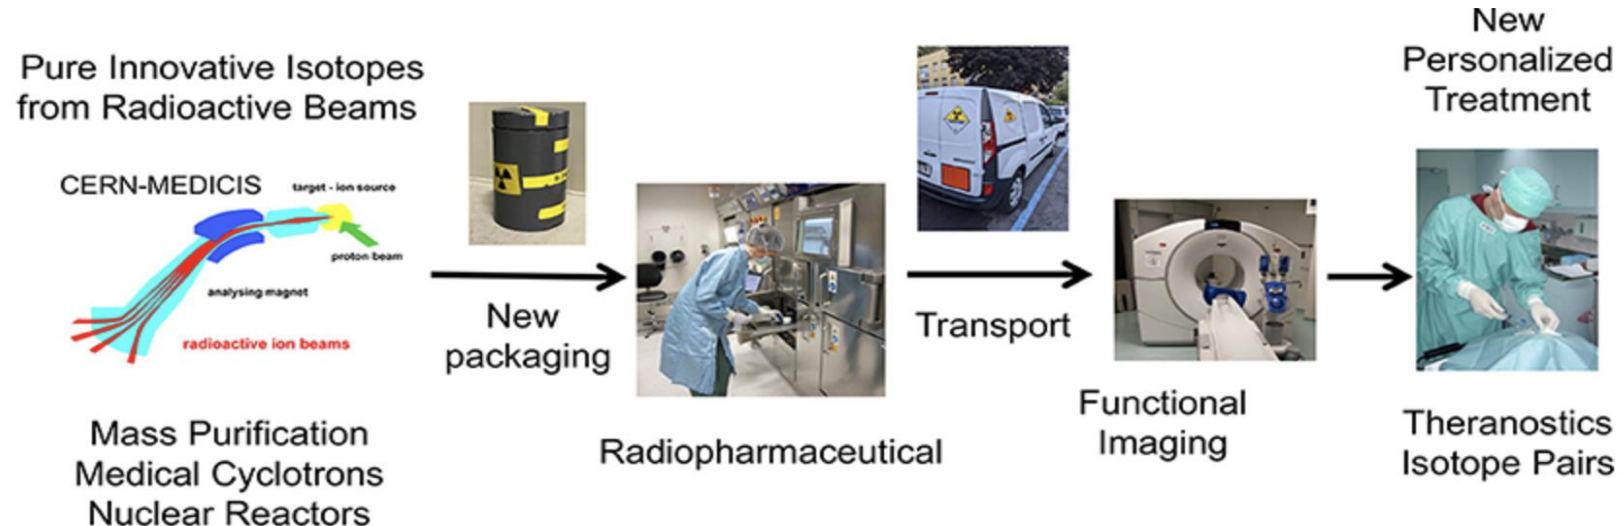 Pure Innovative Isotopes
from Radioactive Beams
CERN-MEDICIS
target - ion source
proton beam
analysing magnet
radioactive ion beams
Mass Purification
Medical Cyclotrons
Nuclear Reactors
New
packaging
Radiopharmaceutical
Transport
Functional
Imaging
New
Personalized
Treatment
Theranostics
Isotope Pairs